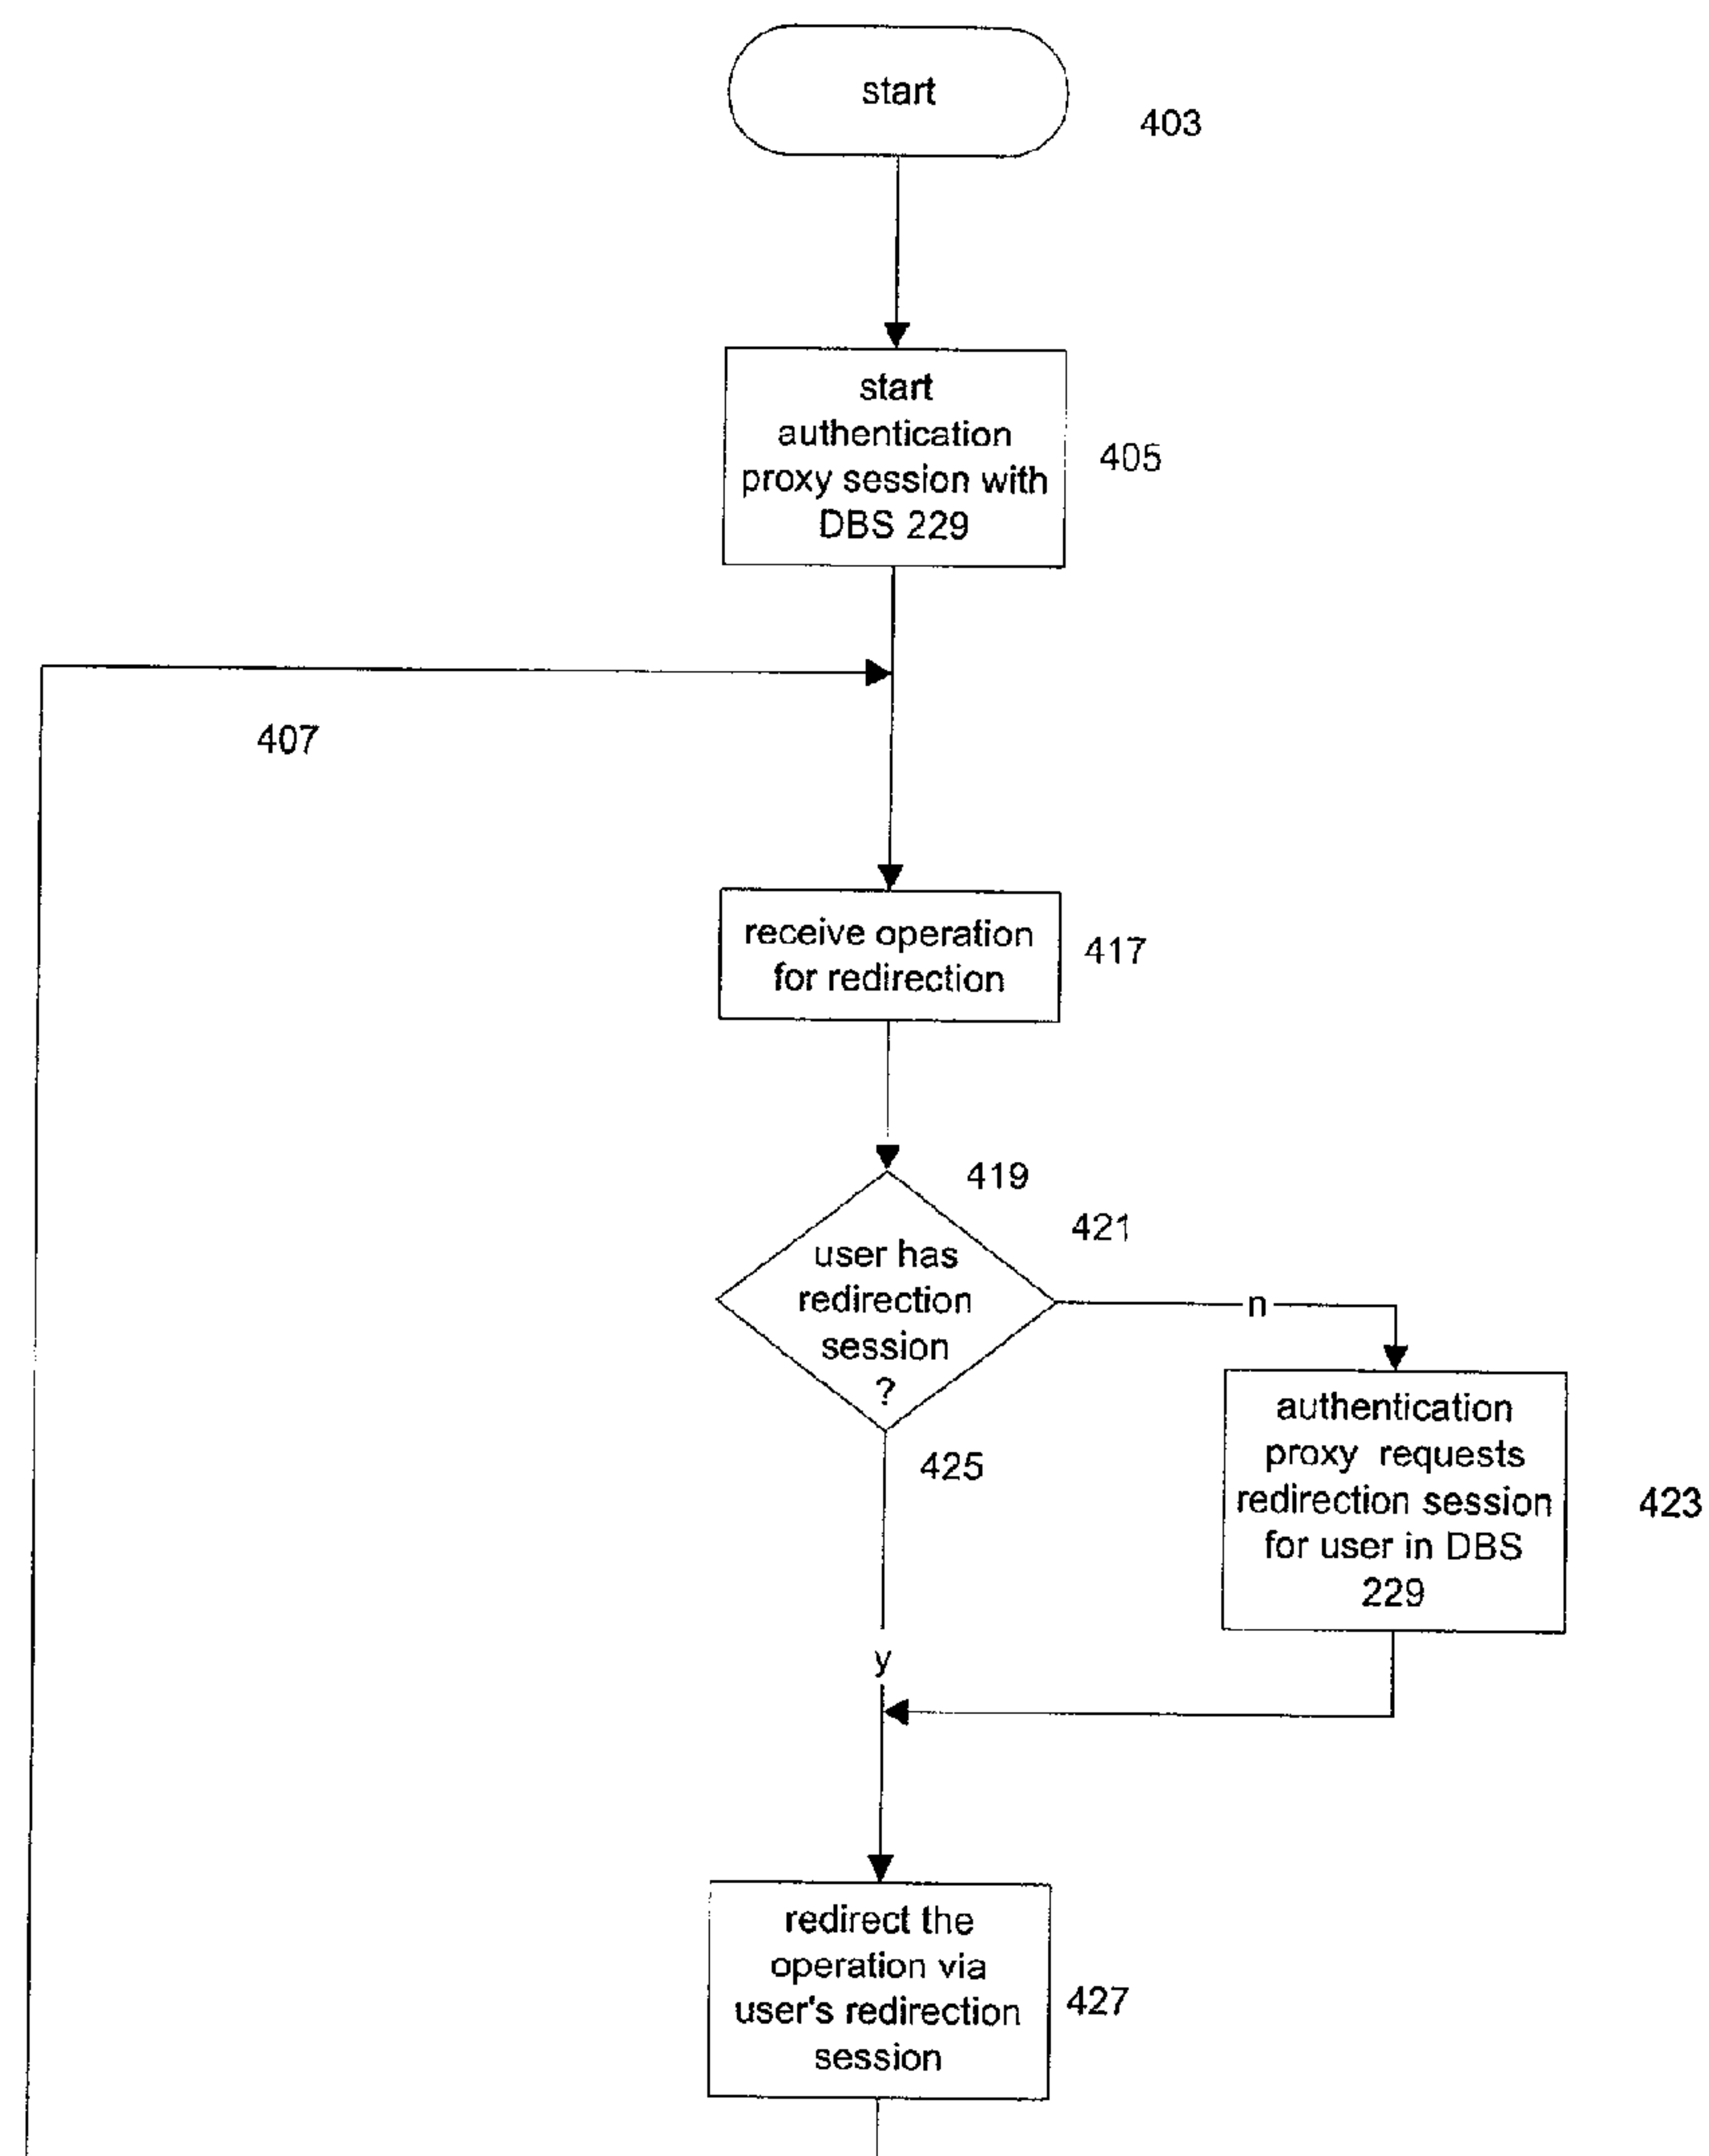 start
403
start
authentication
proxy session with
DBS 229
405
407
receive operation
for redirection
417
419
421
user has
redirection
session
?
n
425
authentication
proxy requests
redirection session
for user in DBS
229
423
y
redirect the
operation via
user's redirection
session
427